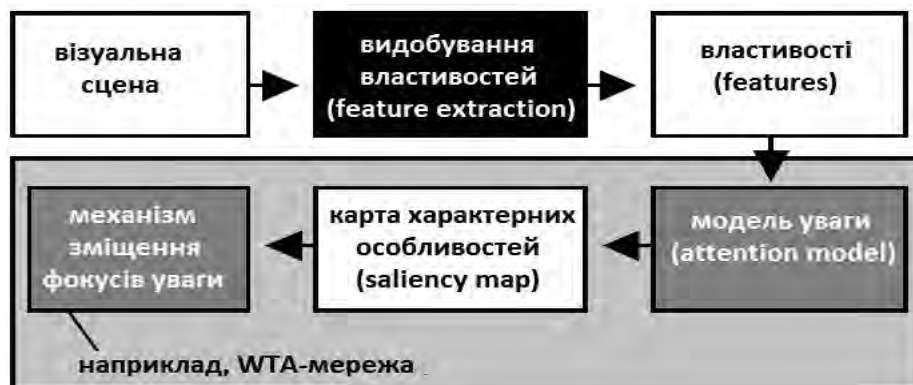 візуальна
сцена
видобування
властивостей
(feature extraction)
властивості
(features)
механізм
зміщення
фокусів уваги
карта характерних
особливостей
(saliency map)
модель уваги
(attention model)
наприклад, WTA-мережа